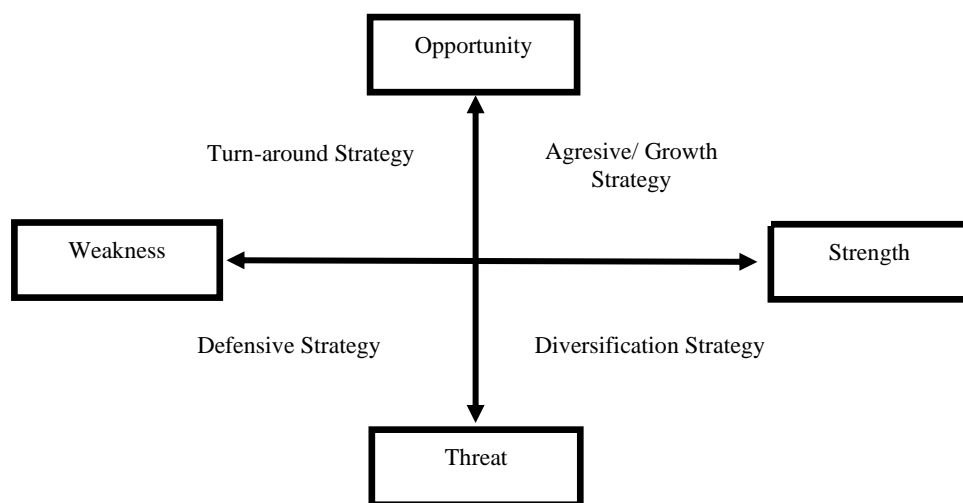 Opportunity
Turn-around Strategy
Agresive/ Growth
Strategy
Weakness
Strength
Defensive Strategy
Diversification Strategy
Threat